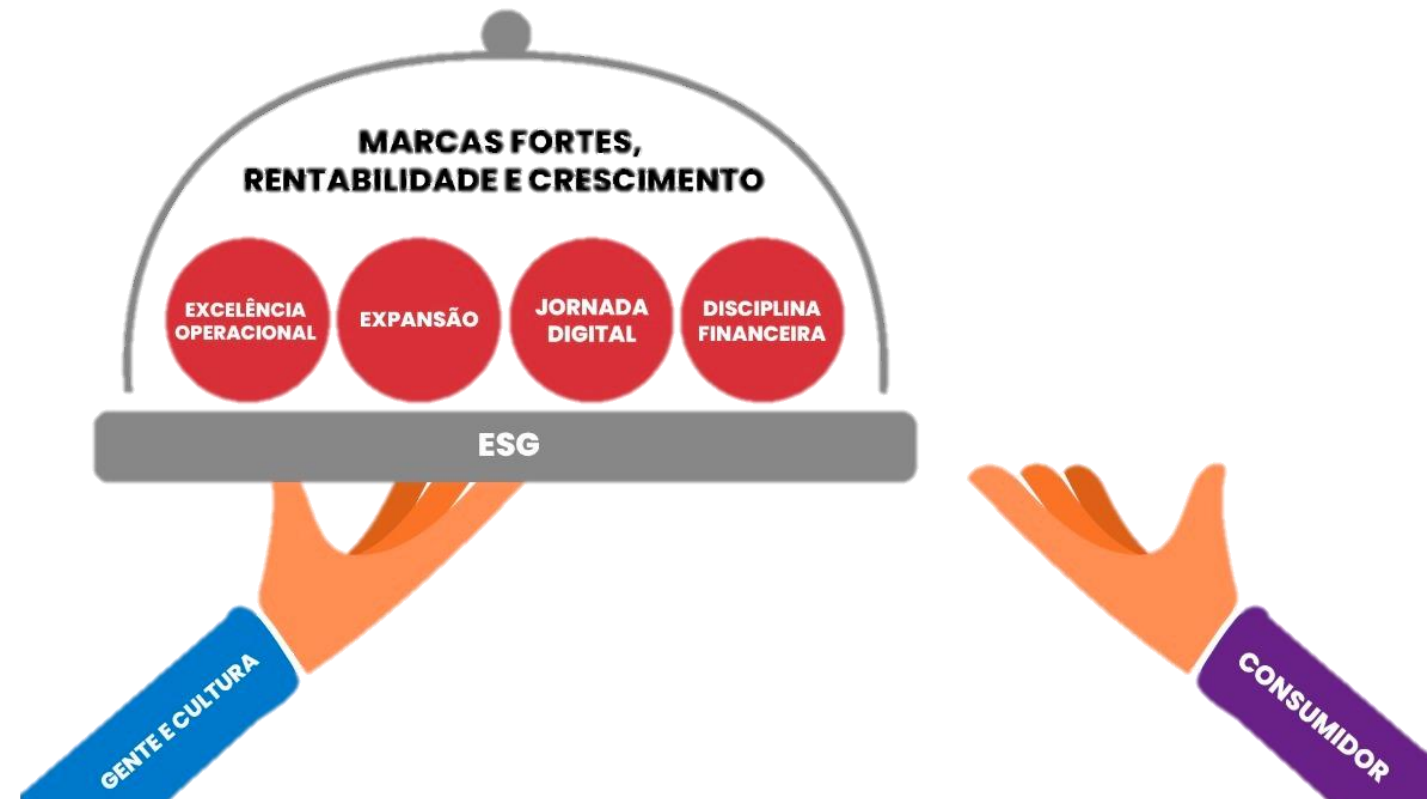 MARCAS FORTES,
RENTABILIDADE E CRESCIMENTO
EXCELÊNCIA
OPERACIONAL
EXPANSÃO
JORNADA
DIGITAL
DISCIPLINA
FINANCEIRA
ESG
GENTE E CULTURA
CONSUMIDOR